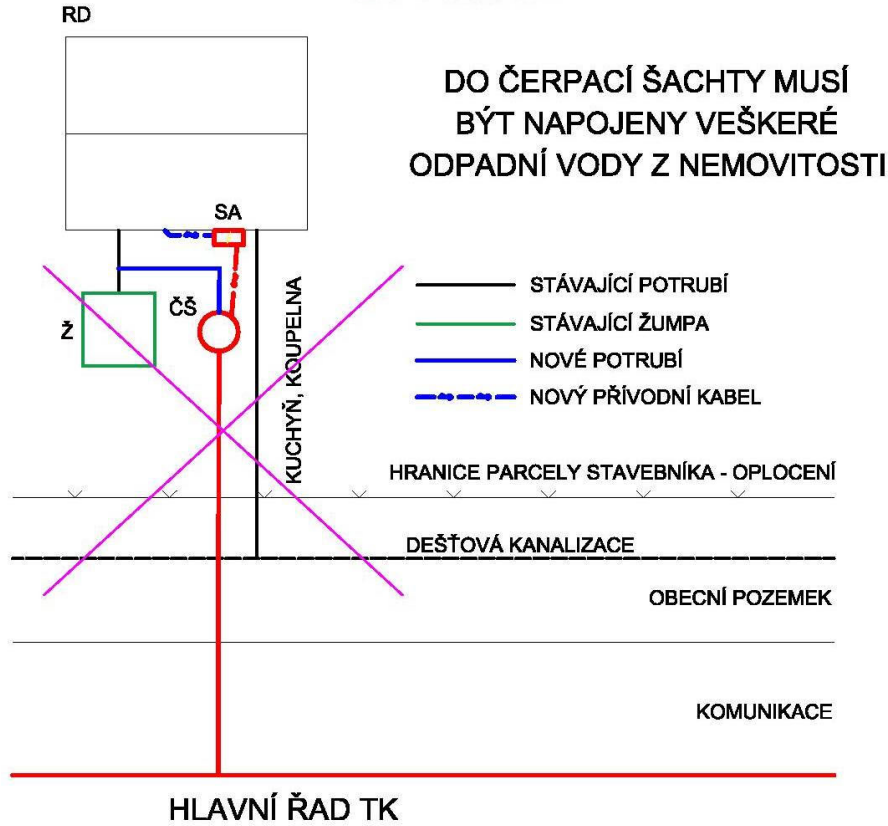 RD
DO ČERPACÍ ŠACHTY MUSÍ
BÝT NAPOJENY VEŠKERÉ
ODPADNÍ VODY Z NEMOVITOSTI
SA
ČŠ
Ž
KUCHYŇ, KOUPELNA
STÁVAJÍCÍ POTRUBÍ
STÁVAJÍCÍ ŽUMPA
NOVÉ POTRUBÍ
NOVÝ PŘÍVODNÍ KABEL
HRANICE PARCELY STAVEBNÍKA - OPLOCENÍ
DEŠŤOVÁ KANALIZACE
OBECNÍ POZEMEK
KOMUNIKACE
HLAVNÍ ŘAD TK